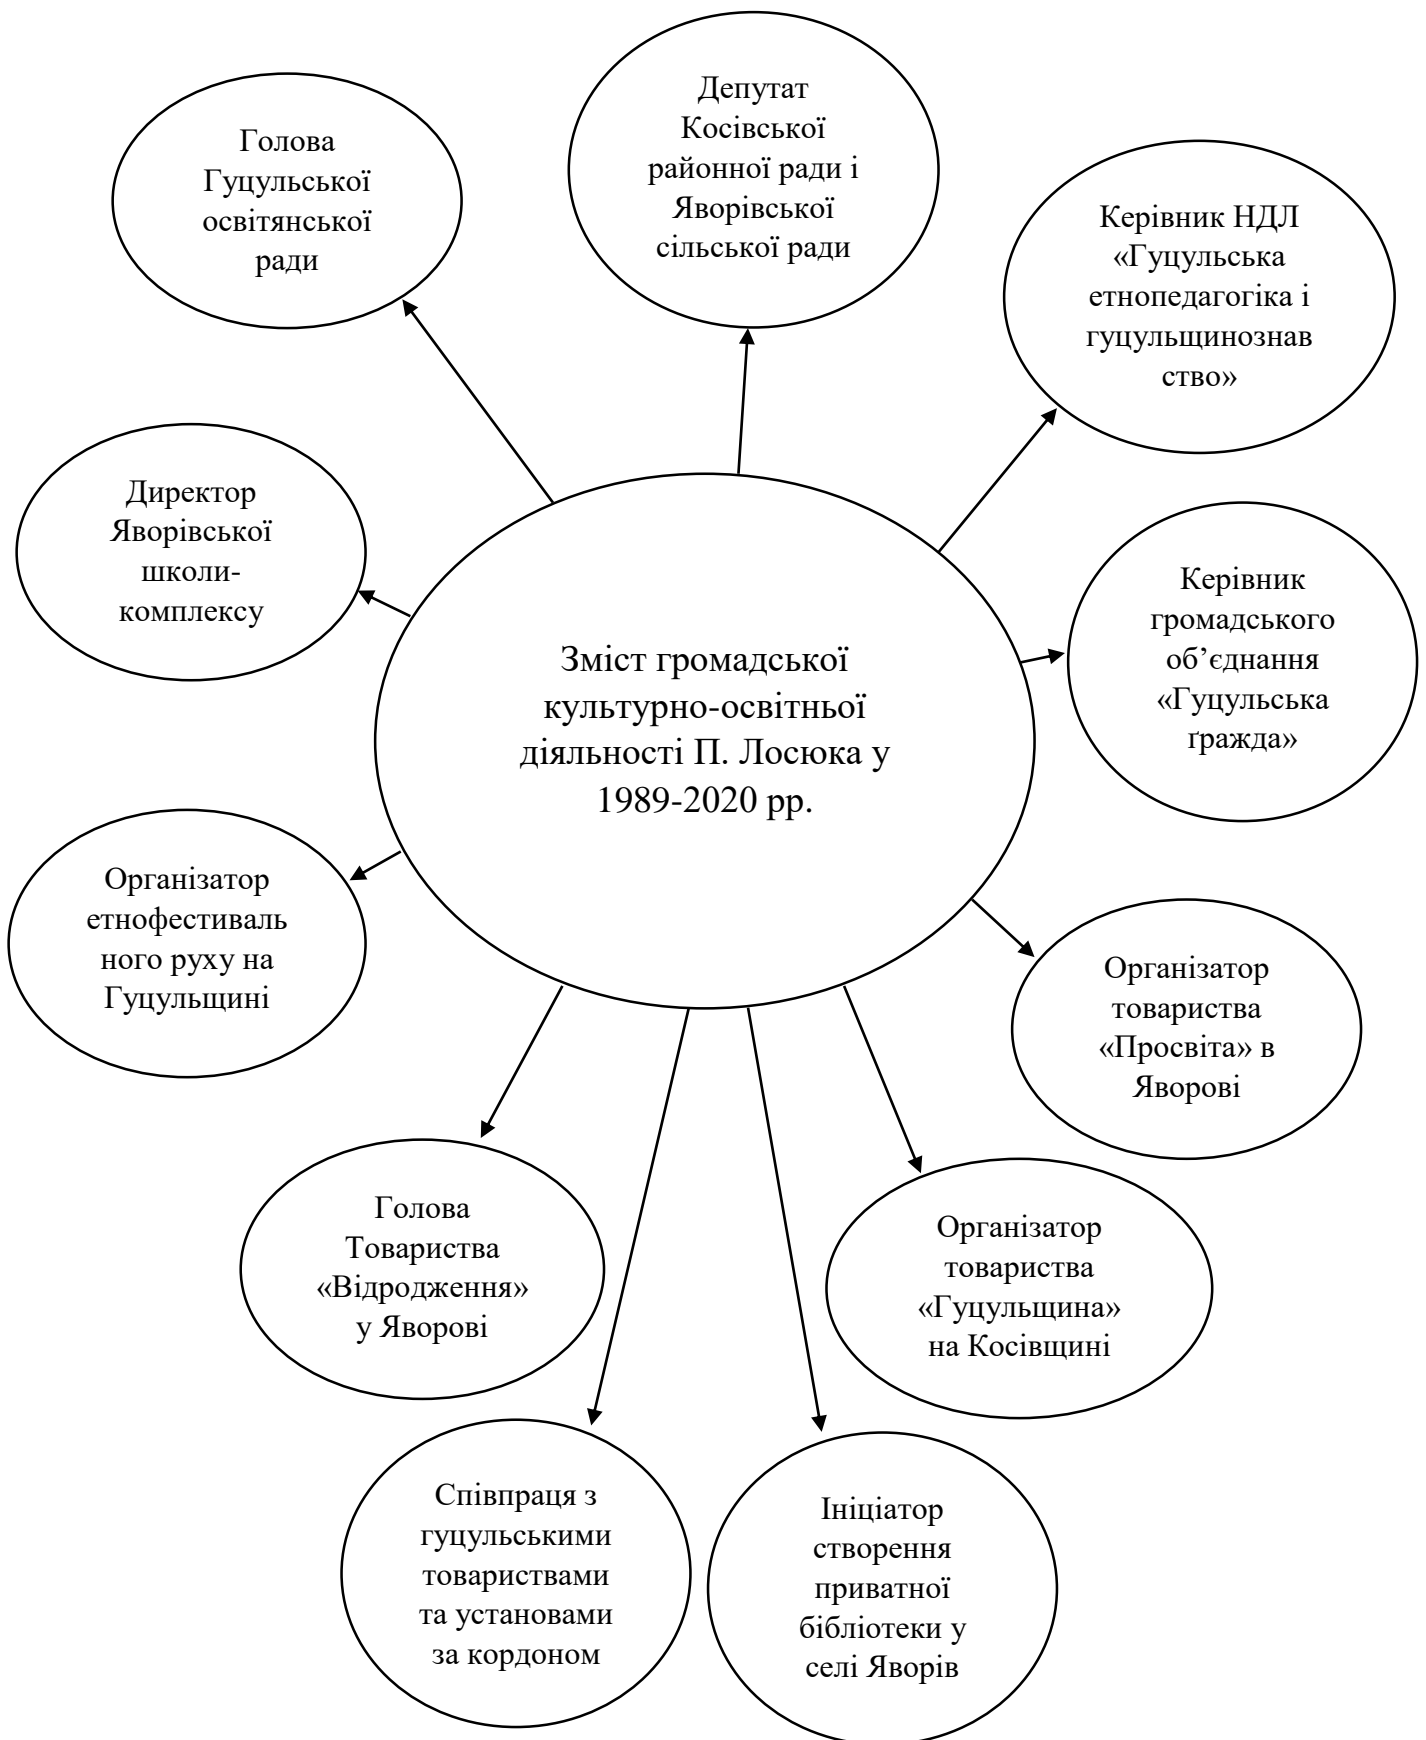 Депутат
Косівської
районної ради і
Яворівської
сільської ради
Голова
Гуцульської
освітянської
ради
Керівник НДЛ
«Гуцульська
етнопедагогіка і
гуцульщинознав
ство»
Директор
Яворівської
школи-
комплексу
Керівник
громадського
об’єднання
«Гуцульська
ґражда»
Зміст громадської
культурно-освітньої
діяльності П. Лосюка у
1989-2020 рр.
Організатор
етнофестиваль
ного руху на
Гуцульщині
Організатор
товариства
«Просвіта» в
Яворові
Голова
Товариства
«Відродження»
у Яворові
Організатор
товариства
«Гуцульщина»
на Косівщині
Співпраця з
гуцульськими
товариствами
та установами
за кордоном
Ініціатор
створення
приватної
бібліотеки у
селі Яворів